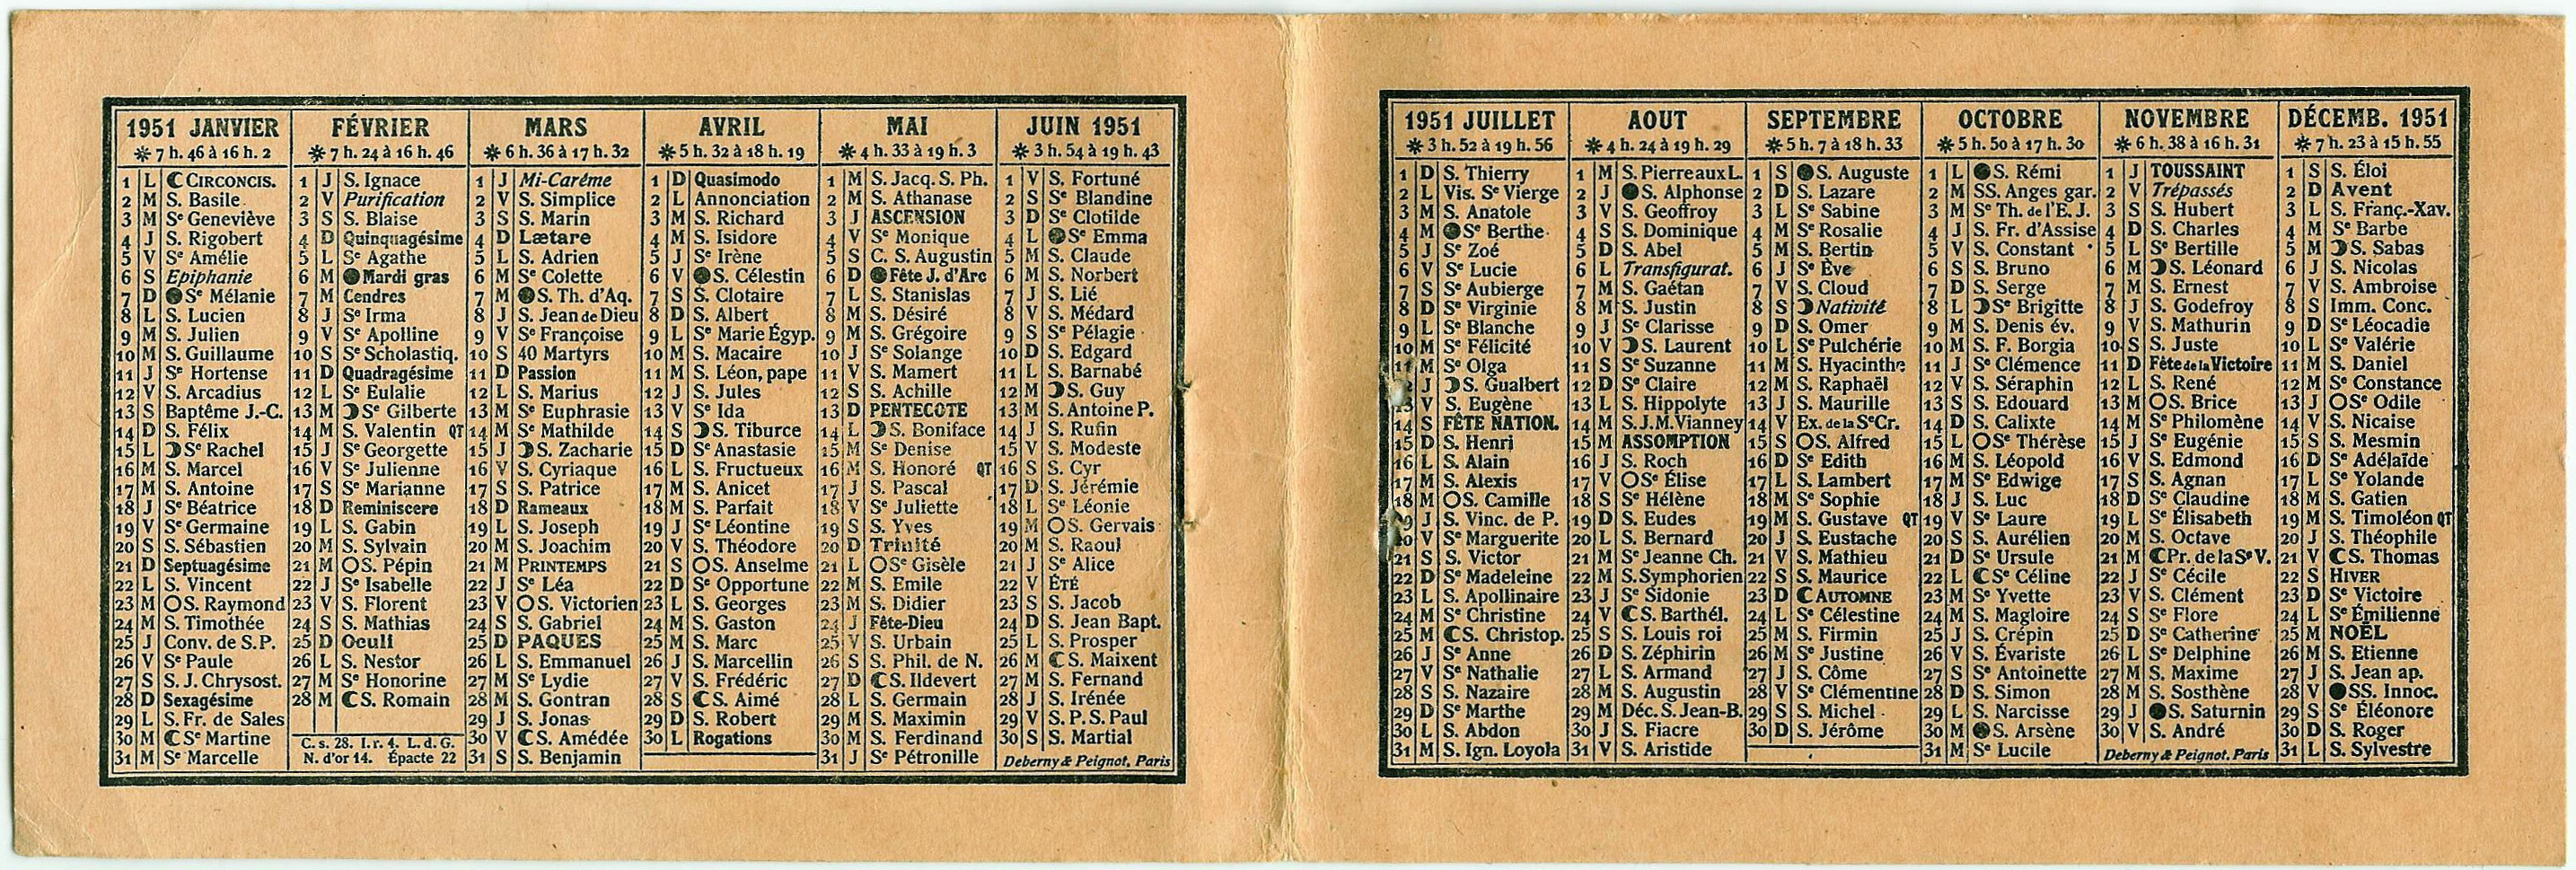 1951 JANVIER
☀ 7 h. 46 à 16 h. 2
1 L ☾ CIRCONCIS.
2 M S. Basile
3 M Sᵉ Geneviève
4 J S. Rigobert
5 V Sᵉ Amélie
6 S Epiphanie
7 D ● Sᵉ Mélanie
8 L S. Lucien
9 M S. Julien
10 M S. Guillaume
11 J Sᵉ Hortense
12 V S. Arcadius
13 S Baptême J.-C.
14 D S. Félix
15 L ☽ Sᵉ Rachel
16 M S. Marcel
17 M S. Antoine
18 J Sᵉ Béatrice
19 V Sᵉ Germaine
20 S S. Sébastien
21 D Septuagésime
22 L S. Vincent
23 M O S. Raymond
24 M S. Timothée
25 J Conv. de S.P.
26 V Sᵉ Paule
27 S S. J. Chrysost.
28 D Sexagésime
29 L S. Fr. de Sales
30 M ☾ Sᵉ Martine
31 M Sᵉ Marcelle
FÉVRIER
☀ 7 h. 24 à 16 h. 46
1 J S. Ignace
2 V Purification
3 S S. Blaise
4 D Quinquagésime
5 L Sᵉ Agathe
6 M ● Mardi gras
7 M Cendres
8 J Sᵉ Irma
9 V Sᵉ Apolline
10 S Sᵉ Scholastiq.
11 D Quadragésime
12 L Sᵉ Eulalie
13 M ☽ Sᵉ Gilberte
14 M S. Valentin QT
15 J Sᵉ Georgette
16 V Sᵉ Julienne
17 S Sᵉ Marianne
18 D Reminiscere
19 L S. Gabin
20 M S. Sylvain
21 M O S. Pépin
22 J Sᵉ Isabelle
23 V S. Florent
24 S S. Mathias
25 D Oculi
26 L S. Nestor
27 M Sᵉ Honorine
28 M ☾ S. Romain
C. s. 28. I. r. 4. L. d. G.
N. d'or 14. Épacte 22
MARS
☀ 6 h. 36 à 17 h. 32
1 J Mi-Carême
2 V S. Simplice
3 S S. Marin
4 D Lætare
5 L S. Adrien
6 M Sᵉ Colette
7 M ● S. Th. d'Aq.
8 J S. Jean de Dieu
9 V Sᵉ Françoise
10 S 40 Martyrs
11 D Passion
12 L S. Marius
13 M Sᵉ Euphrasie
14 M Sᵉ Mathilde
15 J ☽ S. Zacharie
16 V S. Cyriaque
17 S S. Patrice
18 D Rameaux
19 L S. Joseph
20 M S. Joachim
21 M PRINTEMPS
22 J Sᵉ Léa
23 V O S. Victorien
24 S S. Gabriel
25 D PAQUES
26 L S. Emmanuel
27 M Sᵉ Lydie
28 M S. Gontran
29 J S. Jonas
30 V ☾ S. Amédée
31 S S. Benjamin
AVRIL
☀ 5 h. 32 à 18 h. 19
1 D Quasimodo
2 L Annonciation
3 M S. Richard
4 M S. Isidore
5 J Sᵉ Irène
6 V ● S. Célestin
7 S S. Clotaire
8 D S. Albert
9 L Sᵉ Marie Égyp.
10 M S. Macaire
11 M S. Léon, pape
12 J S. Jules
13 V Sᵉ Ida
14 S ☽ S. Tiburce
15 D Sᵉ Anastasie
16 L S. Fructueux
17 M S. Anicet
18 M S. Parfait
19 J Sᵉ Léontine
20 V S. Théodore
21 S O S. Anselme
22 D Sᵉ Opportune
23 L S. Georges
24 M S. Gaston
25 M S. Marc
26 J S. Marcellin
27 V S. Frédéric
28 S ☾ S. Aimé
29 D S. Robert
30 L Rogations
MAI
☀ 4 h. 33 à 19 h. 3
1 M S. Jacq. S. Ph.
2 M S. Athanase
3 J ASCENSION
4 V Sᵉ Monique
5 S C. S. Augustin
6 D ● Fête J. d'Arc
7 L S. Stanislas
8 M S. Désiré
9 M S. Grégoire
10 J Sᵉ Solange
11 V S. Mamert
12 S S. Achille
13 D PENTECOTE
14 L ☽ S. Boniface
15 M Sᵉ Denise
16 M S. Honoré QT
17 J S. Pascal
18 V Sᵉ Juliette
19 S S. Yves
20 D Trinité
21 L O Sᵉ Gisèle
22 M S. Emile
23 M S. Didier
24 J Fête-Dieu
25 V S. Urbain
26 S S. Phil. de N.
27 D ☾ S. Ildevert
28 L S. Germain
29 M S. Maximin
30 M S. Ferdinand
31 J Sᵉ Pétronille
JUIN 1951
☀ 3 h. 54 à 19 h. 43
1 V S. Fortuné
2 S Sᵉ Blandine
3 D Sᵉ Clotilde
4 L ● Sᵉ Emma
5 M S. Claude
6 M S. Norbert
7 J S. Lié
8 V S. Médard
9 S Sᵉ Pélagie
10 D S. Edgard
11 L S. Barnabé
12 M ☽ S. Guy
13 M S. Antoine P.
14 J S. Rufin
15 V S. Modeste
16 S S. Cyr
17 D S. Jérémie
18 L Sᵉ Léonie
19 M O S. Gervais
20 M S. Raoul
21 J Sᵉ Alice
22 V ÉTÉ
23 S S. Jacob
24 D S. Jean Bapt.
25 L S. Prosper
26 M ☾ S. Maixent
27 M S. Fernand
28 J S. Irénée
29 V S. P. S. Paul
30 S S. Martial
Deberny & Peignot, Paris
1951 JUILLET
☀ 3 h. 52 à 19 h. 56
1 D S. Thierry
2 L Vis. Sᵉ Vierge
3 M S. Anatole
4 M ● Sᵉ Berthe
5 J Sᵉ Zoé
6 V Sᵉ Lucie
7 S Sᵉ Aubierge
8 D Sᵉ Virginie
9 L Sᵉ Blanche
10 M Sᵉ Félicité
11 M Sᵉ Olga
2 J ☽ S. Gualbert
13 V S. Eugène
14 S FÊTE NATION.
15 D S. Henri
16 L S. Alain
17 M S. Alexis
18 M O S. Camille
9 J S. Vinc. de P.
20 V Sᵉ Marguerite
21 S S. Victor
22 D Sᵉ Madeleine
23 L S. Apollinaire
24 M Sᵉ Christine
25 M ☾ S. Christop.
26 J Sᵉ Anne
27 V Sᵉ Nathalie
28 S S. Nazaire
29 D Sᵉ Marthe
30 L S. Abdon
31 M S. Ign. Loyola
AOUT
☀ 4 h. 24 à 19 h. 29
1 M S. Pierre aux L.
2 J ● S. Alphonse
3 V S. Geoffroy
4 S S. Dominique
5 D S. Abel
6 L Transfigurat.
7 M S. Gaétan
8 M S. Justin
9 J Sᵉ Clarisse
10 V ☽ S. Laurent
11 S Sᵉ Suzanne
12 D Sᵉ Claire
13 L S. Hippolyte
14 M S. J.M. Vianney
15 M ASSOMPTION
16 J S. Roch
17 V O Sᵉ Élise
18 S Sᵉ Hélène
19 D S. Eudes
20 L S. Bernard
21 M Sᵉ Jeanne Ch.
22 M S. Symphorien
23 J Sᵉ Sidonie
24 V ☾ S. Barthél.
25 S S. Louis roi
26 D S. Zéphirin
27 L S. Armand
28 M S. Augustin
29 M Déc. S. Jean-B.
30 J S. Fiacre
31 V S. Aristide
SEPTEMBRE
☀ 5 h. 7 à 18 h. 33
1 S ● S. Auguste
2 D S. Lazare
3 L Sᵉ Sabine
4 M Sᵉ Rosalie
5 M S. Bertin
6 J Sᵉ Ève
7 V S. Cloud
8 S ☽ Nativité
9 D S. Omer
10 L Sᵉ Pulchérie
11 M S. Hyacinthe
12 M S. Raphaël
13 J S. Maurille
14 V Ex. de la Sᵉ Cr.
15 S O S. Alfred
16 D Sᵉ Edith
17 L S. Lambert
18 M Sᵉ Sophie
19 M S. Gustave QT
20 J S. Eustache
21 V S. Mathieu
22 S S. Maurice
23 D ☾ AUTOMNE
24 L Sᵉ Célestine
25 M S. Firmin
26 M Sᵉ Justine
27 J S. Côme
28 V Sᵉ Clémentine
29 S S. Michel
30 D S. Jérôme
OCTOBRE
☀ 5 h. 50 à 17 h. 30
1 L ● S. Rémi
2 M SS. Anges gar.
3 M Sᵉ Th. de l'E. J.
4 J S. Fr. d'Assise
5 V S. Constant
6 S S. Bruno
7 D S. Serge
8 L ☽ Sᵉ Brigitte
9 M S. Denis év.
10 M S. F. Borgia
11 J Sᵉ Clémence
12 V S. Séraphin
13 S S. Edouard
14 D S. Calixte
15 L O Sᵉ Thérèse
16 M S. Léopold
17 M Sᵉ Edwige
18 J S. Luc
19 V Sᵉ Laure
20 S S. Aurélien
21 D Sᵉ Ursule
22 L ☾ Sᵉ Céline
23 M Sᵉ Yvette
24 M S. Magloire
25 J S. Crépin
26 V S. Évariste
27 S Sᵉ Antoinette
28 D S. Simon
29 L S. Narcisse
30 M ● S. Arsène
31 M Sᵉ Lucile
NOVEMBRE
☀ 6 h. 38 à 16 h. 31
1 J TOUSSAINT
2 V Trépassés
3 S S. Hubert
4 D S. Charles
5 L Sᵉ Bertille
6 M ☽ S. Léonard
7 M S. Ernest
8 J S. Godefroy
9 V S. Mathurin
10 S S. Juste
11 D Fête de la Victoire
12 L S. René
13 M O S. Brice
14 M Sᵉ Philomène
15 J Sᵉ Eugénie
16 V S. Edmond
17 S S. Agnan
18 D Sᵉ Claudine
19 L Sᵉ Élisabeth
20 M S. Octave
21 M ☾ Pr. de la Sᵉ V.
22 J Sᵉ Cécile
23 V S. Clément
24 S Sᵉ Flore
25 D Sᵉ Catherine
26 L Sᵉ Delphine
27 M S. Maxime
28 M S. Sosthène
29 J ● S. Saturnin
30 V S. André
Deberny & Peignot, Paris
DÉCEMB. 1951
☀ 7 h. 23 à 15 h. 55
1 S S. Éloi
2 D Avent
3 L S. Franç.-Xav.
4 M Sᵉ Barbe
5 M ☽ S. Sabas
6 J S. Nicolas
7 V S. Ambroise
8 S Imm. Conc.
9 D Sᵉ Léocadie
10 L Sᵉ Valérie
11 M S. Daniel
12 M Sᵉ Constance
13 J O Sᵉ Odile
14 V S. Nicaise
15 S S. Mesmin
16 D Sᵉ Adélaïde
17 L Sᵉ Yolande
18 M S. Gatien
19 M S. Timoléon QT
20 J S. Théophile
21 V ☾ S. Thomas
22 S HIVER
23 D Sᵉ Victoire
24 L Sᵉ Émilienne
25 M NOËL
26 M S. Etienne
27 J S. Jean ap.
28 V ● SS. Innoc.
29 S Sᵉ Éléonore
30 D S. Roger
31 L S. Sylvestre